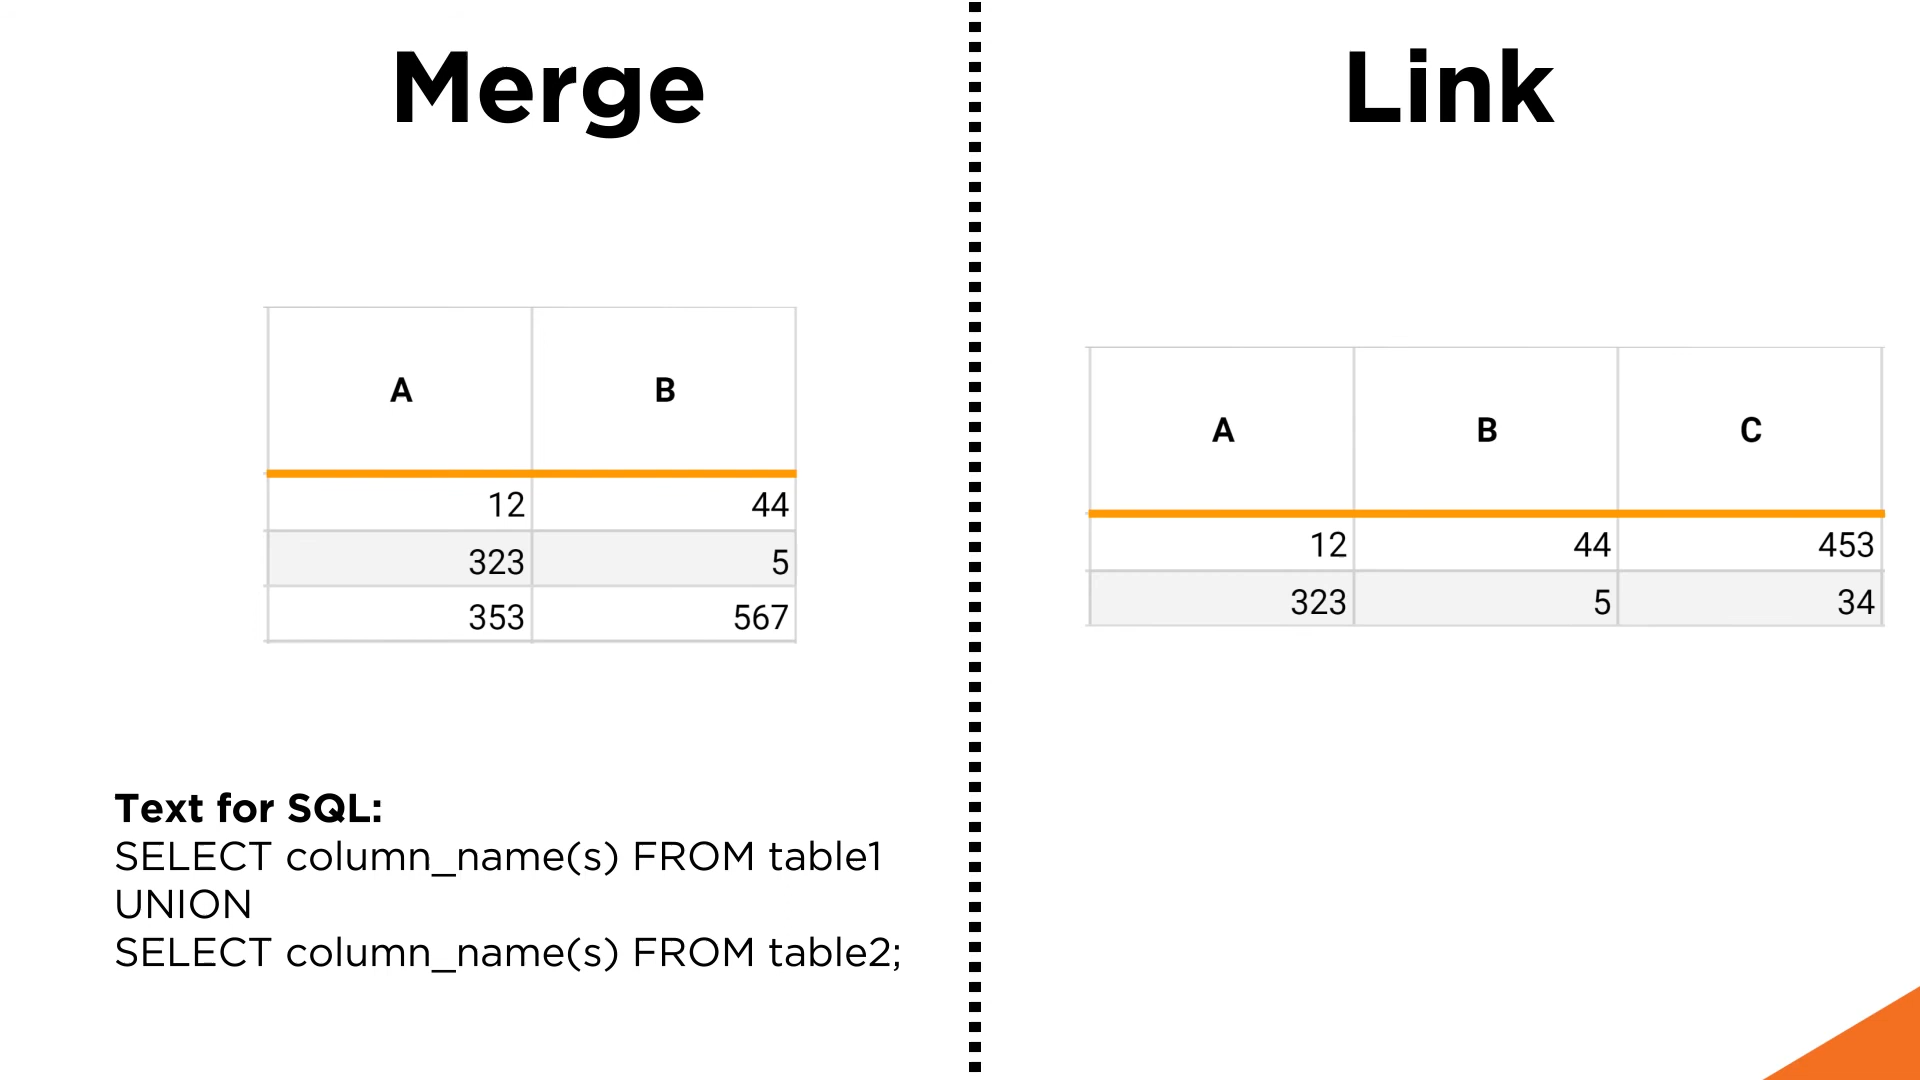 Merge
A B
12 44
323 5
353 567
Text for SQL:
SELECT column_name(s) FROM table1
UNION
SELECT column_name(s) FROM table2;
Link
A B C
12 44 453
323 5 34